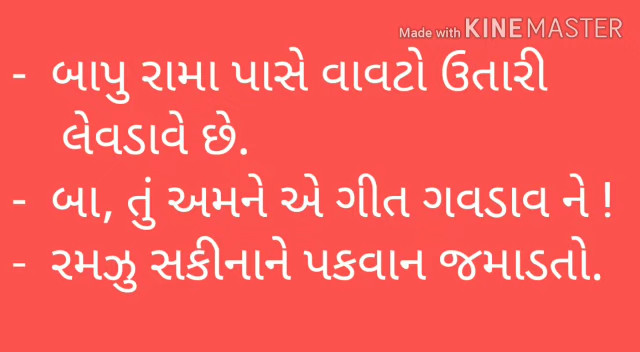 Made with KINEMASTER
- બાપુ રામા પાસે વાવટો ઉતારી
લેવડાવે છે.
- બા, તું અમને એ ગીત ગવડાવ ને !
- રમઝુ સકીનાને પકવાન જમાડતો.